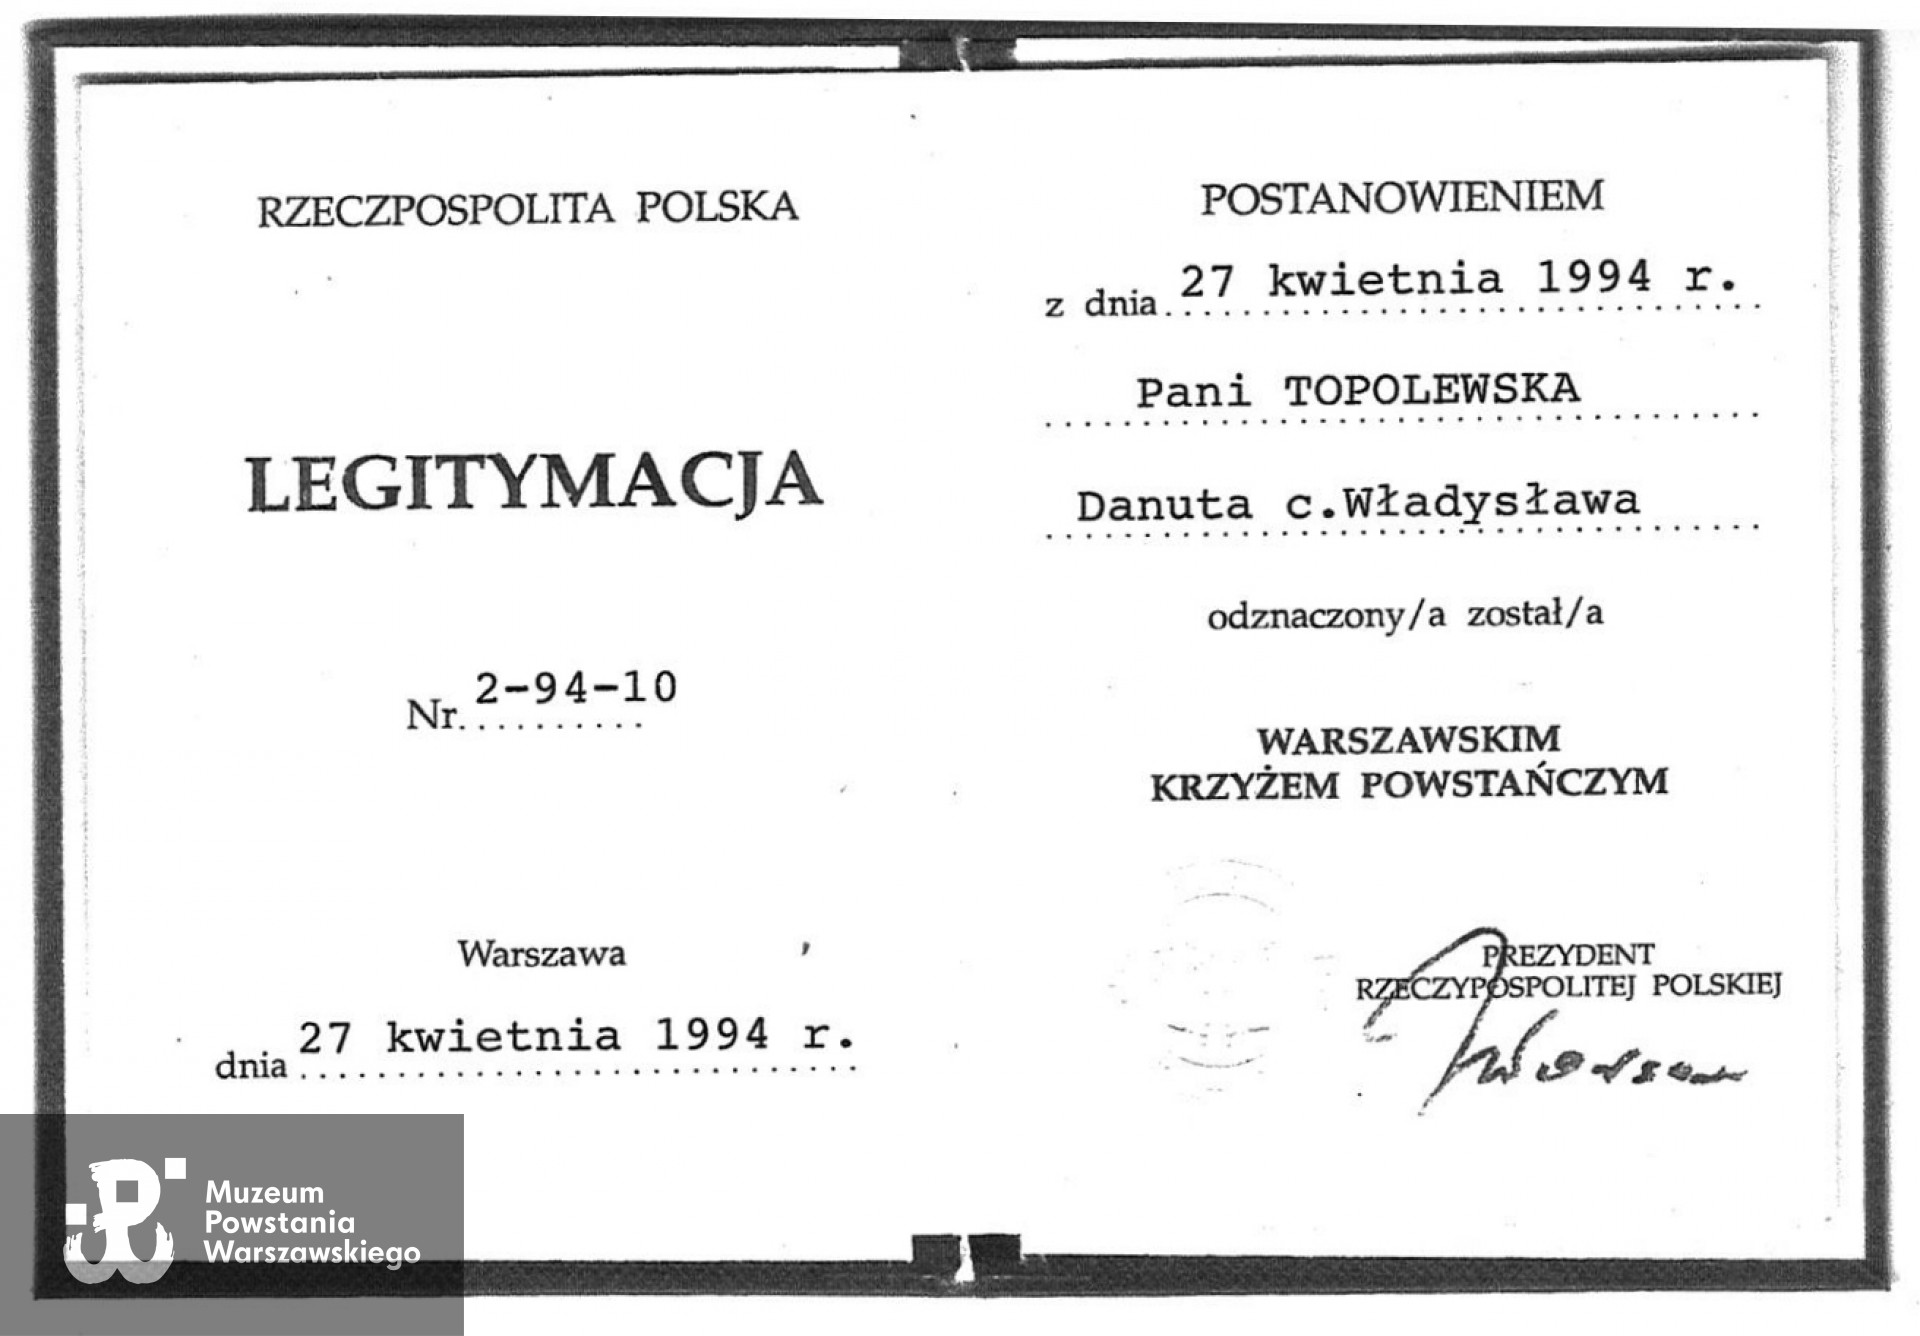 RZECZPOSPOLITA POLSKA
LEGITYMACJA
Nr. 2-94-10
Warszawa
dnia 27 kwietnia 1994 r.
POSTANOWIENIEM
z dnia 27 kwietnia 1994 r.
Pani TOPOLEWSKA
Danuta c.Władysława
odznaczony/a został/a
WARSZAWSKIM
KRZYŻEM POWSTAŃCZYM
PREZYDENT
RZECZYPOSPOLITEJ POLSKIEJ
Muzeum
Powstania
Warszawskiego